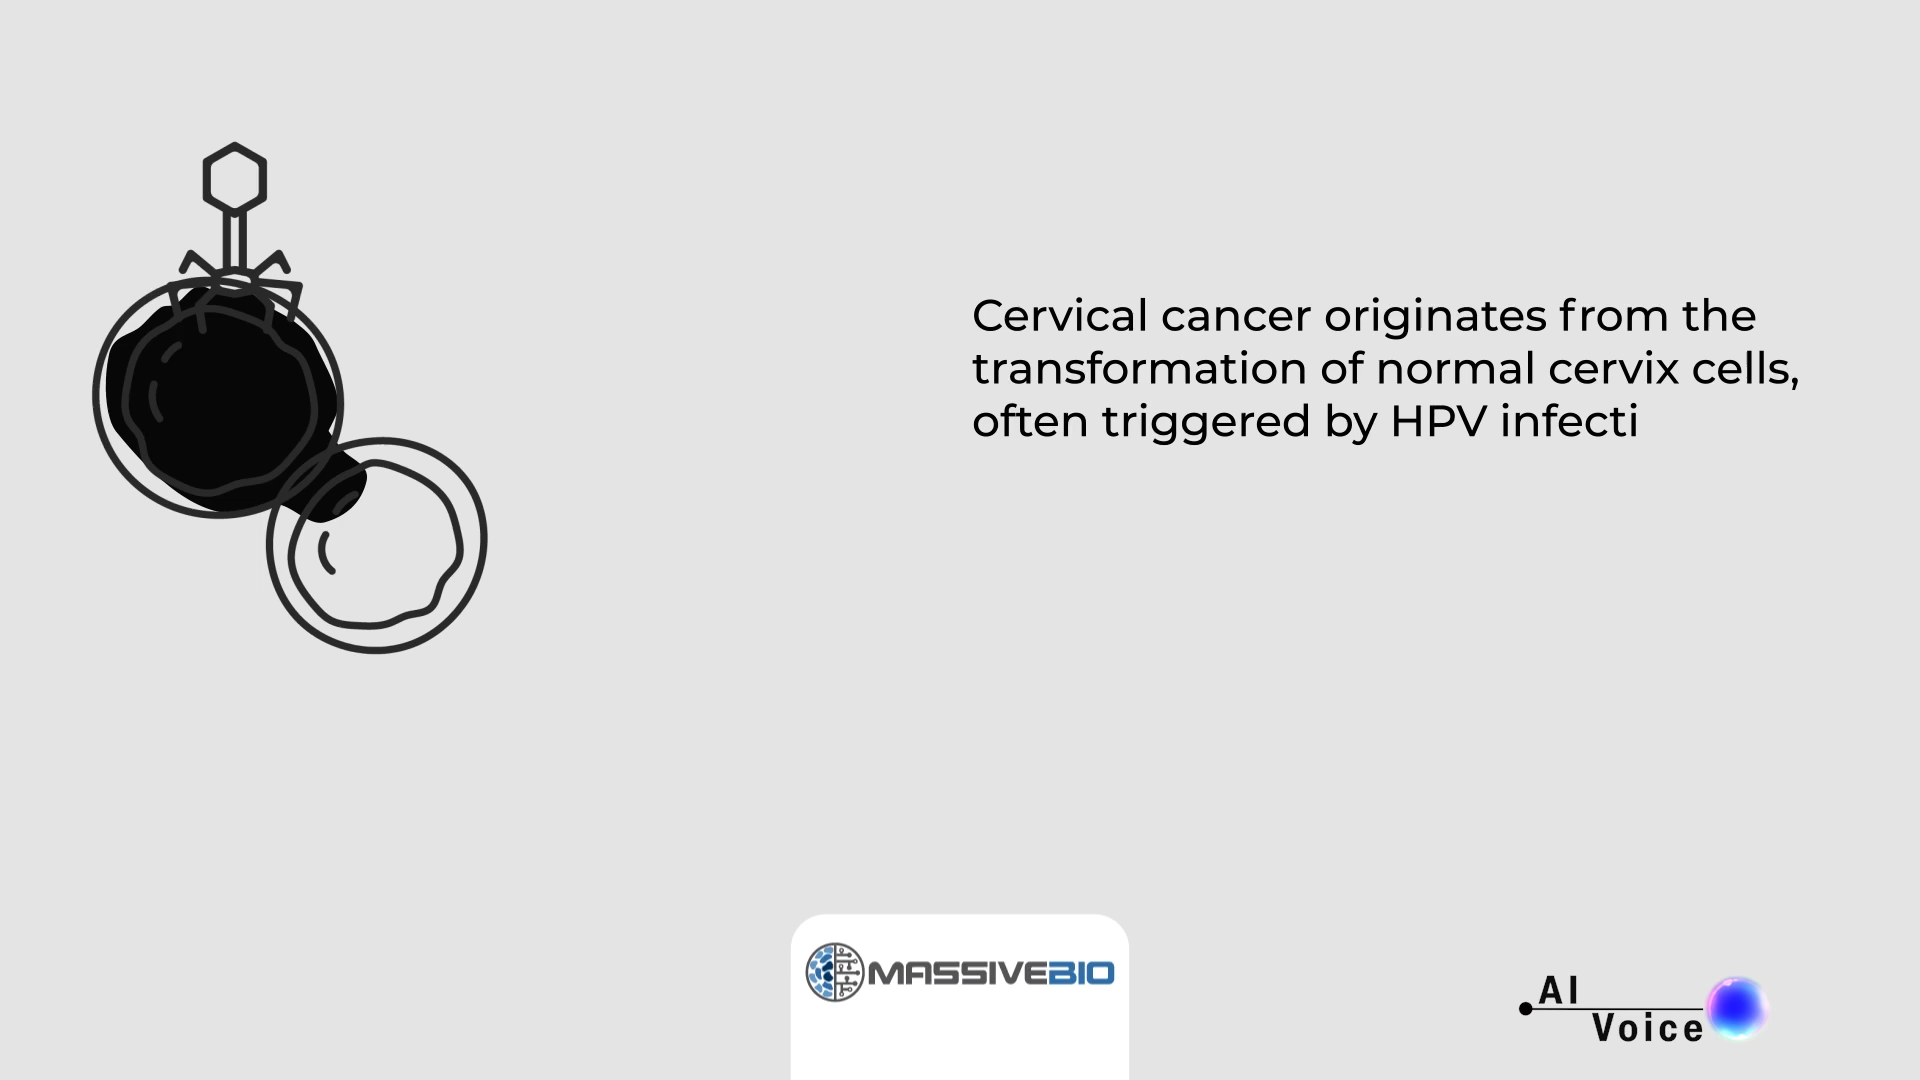 Cervical cancer originates from the
transformation of normal cervix cells,
often triggered by HPV infecti
MASSIVEBIO
AI
Voice